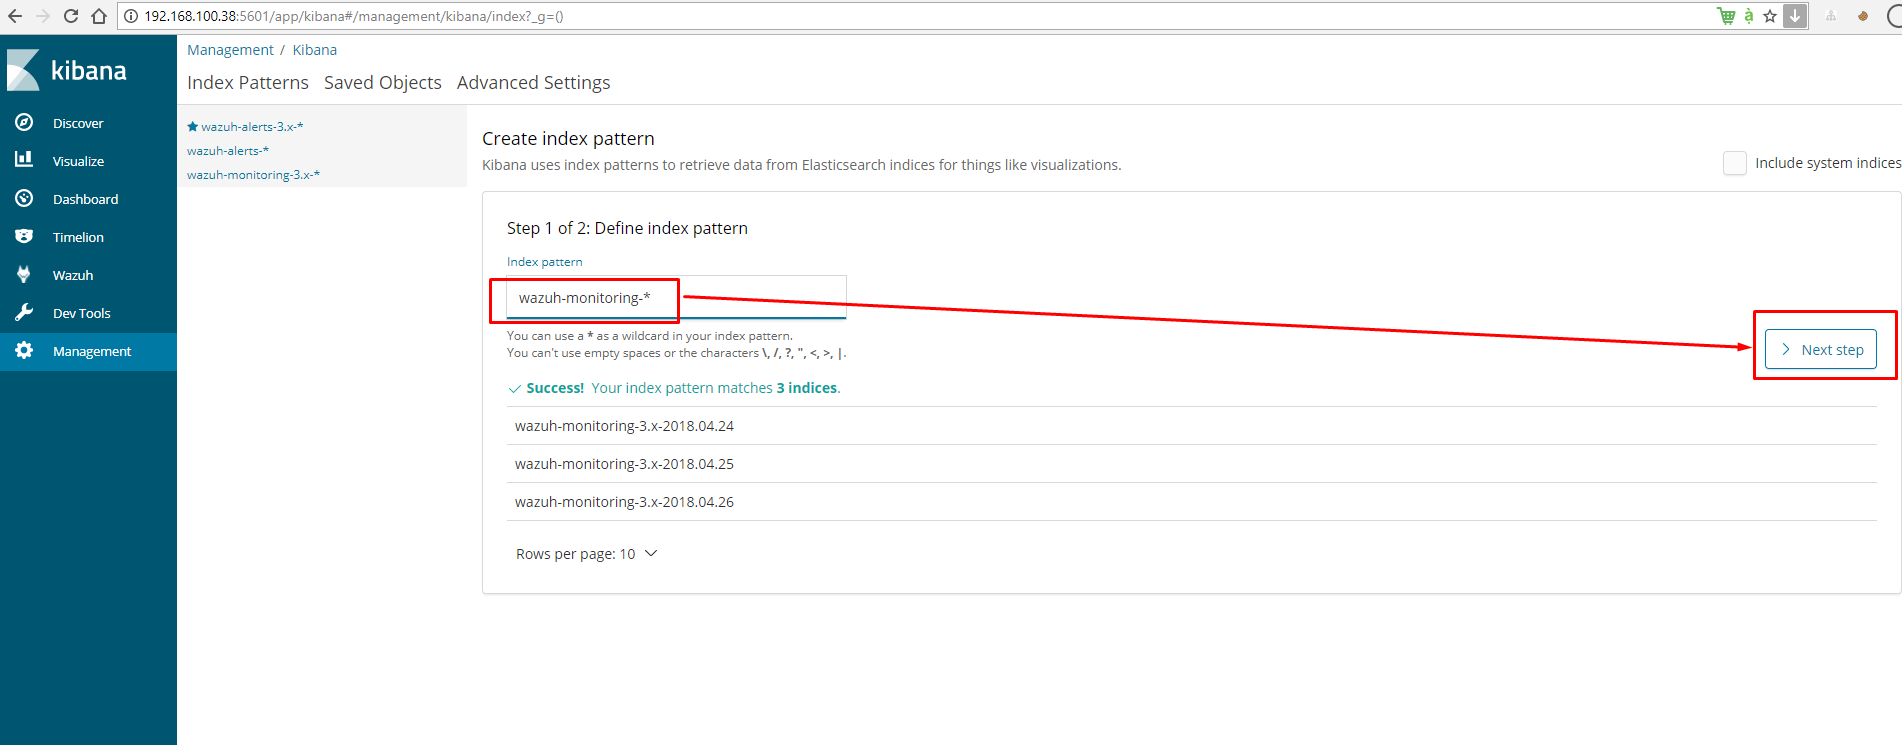 192.168.100.38:5601/app/kibana#/management/kibana/index?_g=()
à
kibana
Discover
Visualize
Dashboard
Timelion
Wazuh
Dev Tools
Management
Management / Kibana
Index Patterns Saved Objects Advanced Settings
wazuh-alerts-3.x-*
wazuh-alerts-*
wazuh-monitoring-3.x-*
Create index pattern
Kibana uses index patterns to retrieve data from Elasticsearch indices for things like visualizations.
Include system indices
Step 1 of 2: Define index pattern
Index pattern
wazuh-monitoring-*
You can use a * as a wildcard in your index pattern.
You can't use empty spaces or the characters \, /, ?, ", <, >, |.
Next step
Success! Your index pattern matches 3 indices.
wazuh-monitoring-3.x-2018.04.24
wazuh-monitoring-3.x-2018.04.25
wazuh-monitoring-3.x-2018.04.26
Rows per page: 10